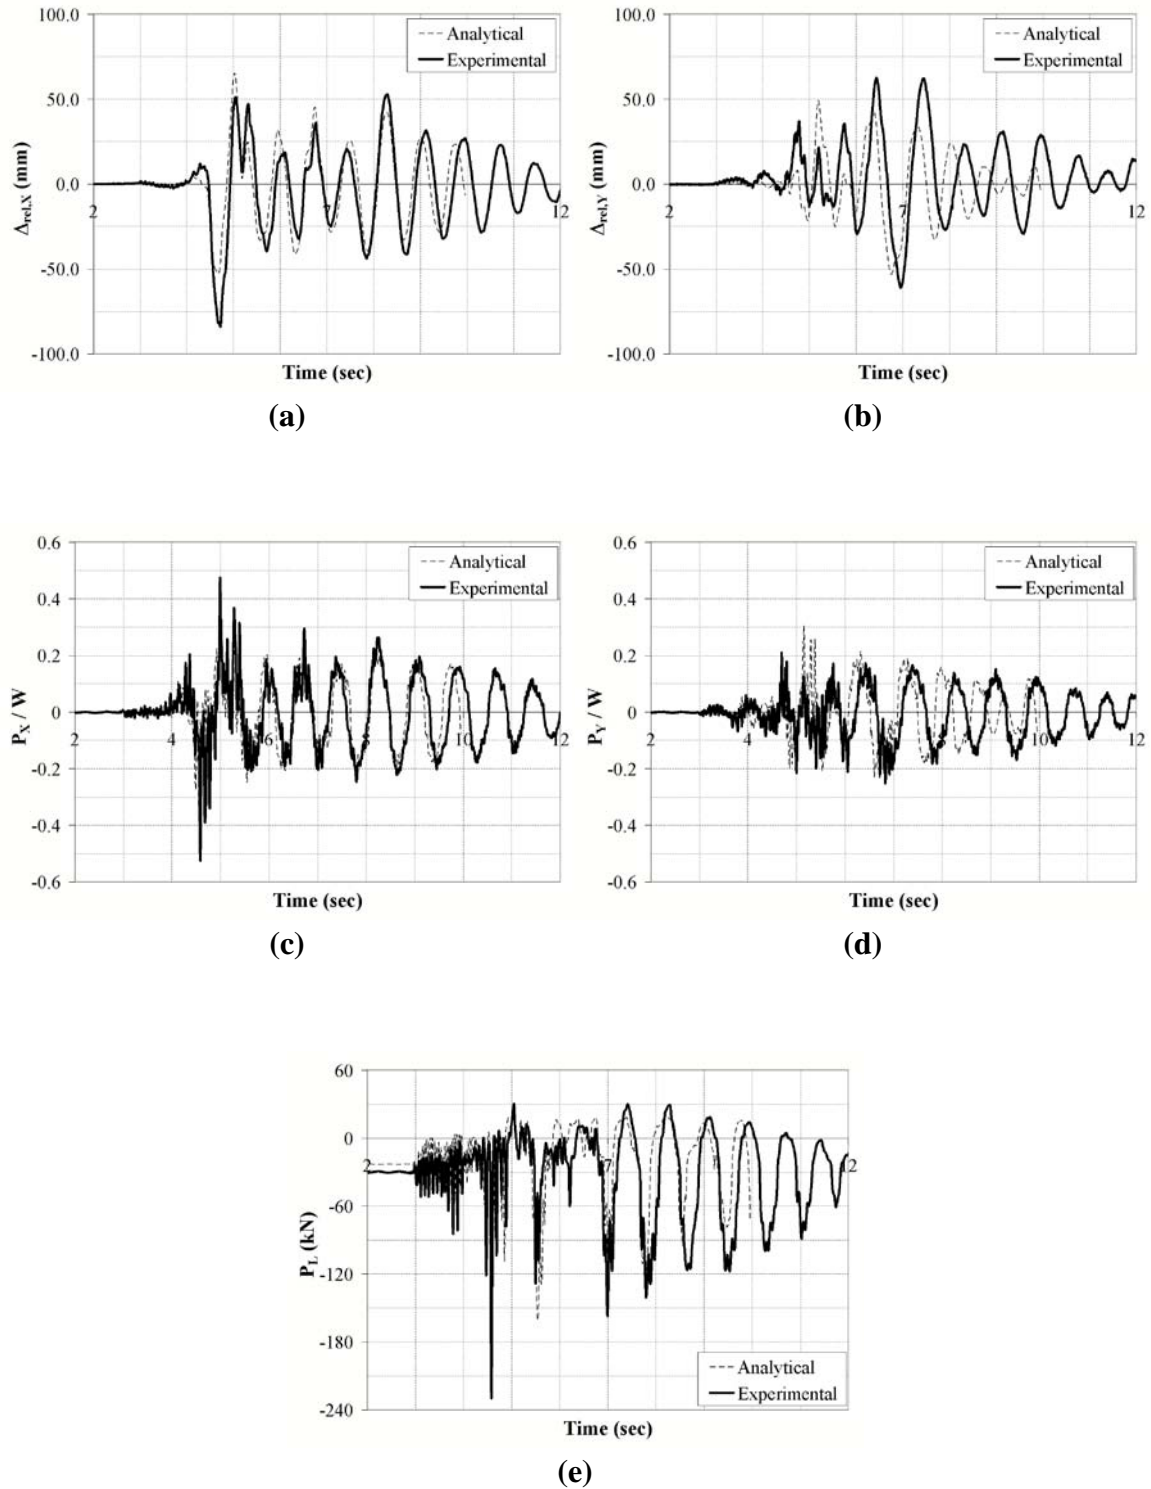 100.0
50.0
0.0
-50.0
-100.0
2
7
12
Δrel,X (mm)
Time (sec)
Analytical
Experimental
(a)
100.0
50.0
0.0
-50.0
-100.0
2
7
12
Δrel,Y (mm)
Time (sec)
Analytical
Experimental
(b)
0.6
0.4
0.2
0
-0.2
-0.4
-0.6
2
4
6
10
12
PX / W
Time (sec)
Analytical
Experimental
(c)
0.6
0.4
0.2
0
-0.2
-0.4
-0.6
2
4
10
12
PY / W
Time (sec)
Analytical
Experimental
(d)
60
0
-60
-120
-180
-240
2
7
12
PL (kN)
Time (sec)
Analytical
Experimental
(e)